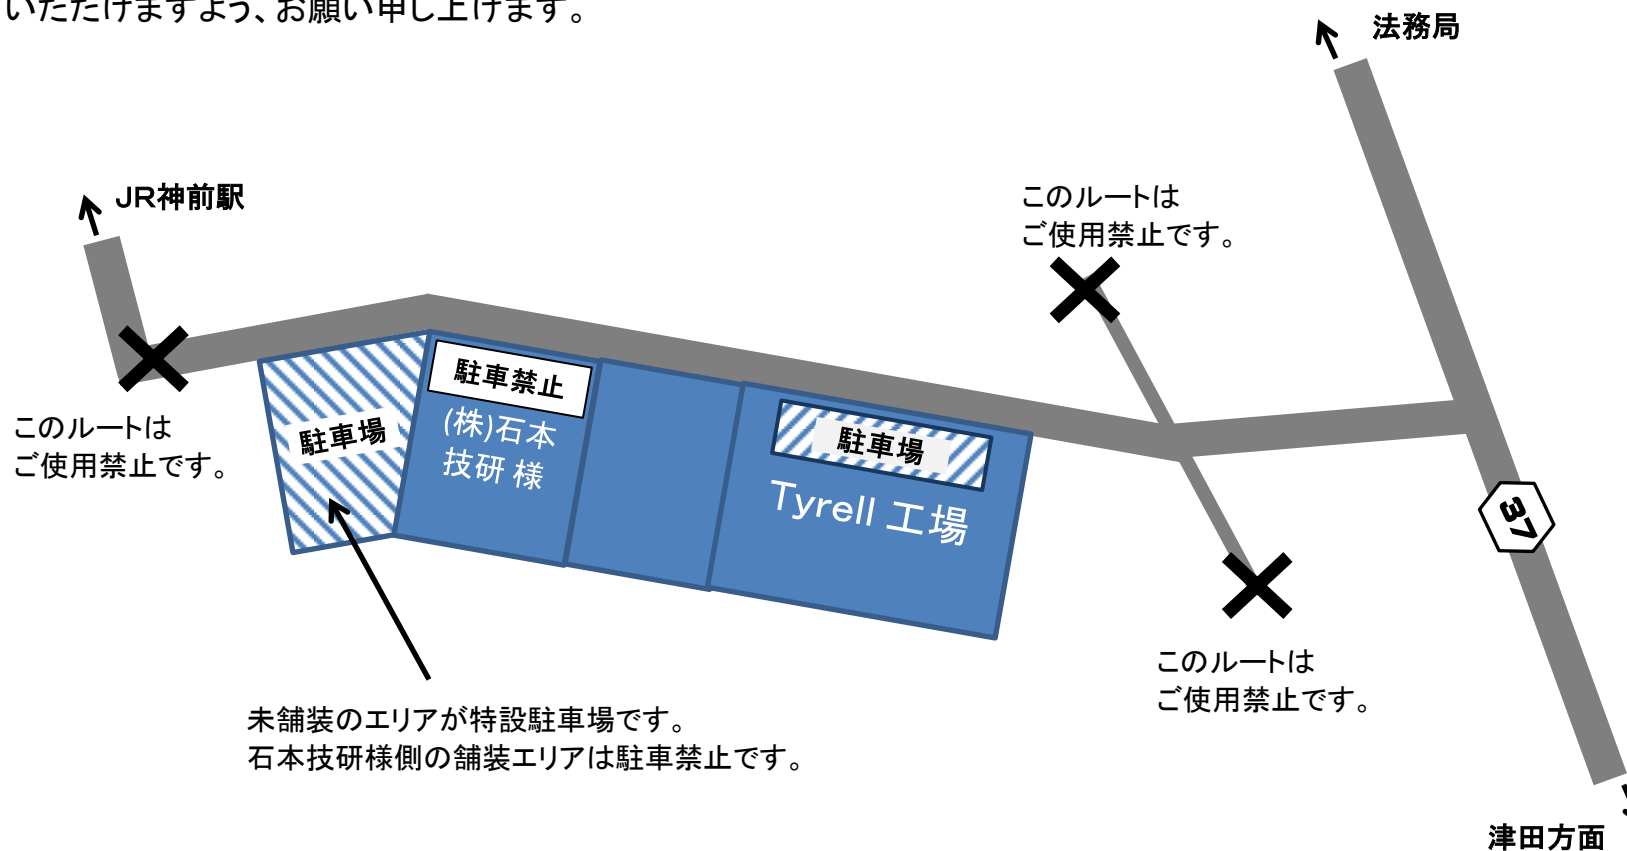 いただけますよう、お願い申し上げます。
法務局
JR神前駅
このルートは
ご使用禁止です。
このルートは
ご使用禁止です。
駐車禁止
(株)石本
技研 様
駐車場
駐車場
Tyrell 工場
37
このルートは
ご使用禁止です。
未舗装のエリアが特設駐車場です。
石本技研様側の舗装エリアは駐車禁止です。
津田方面